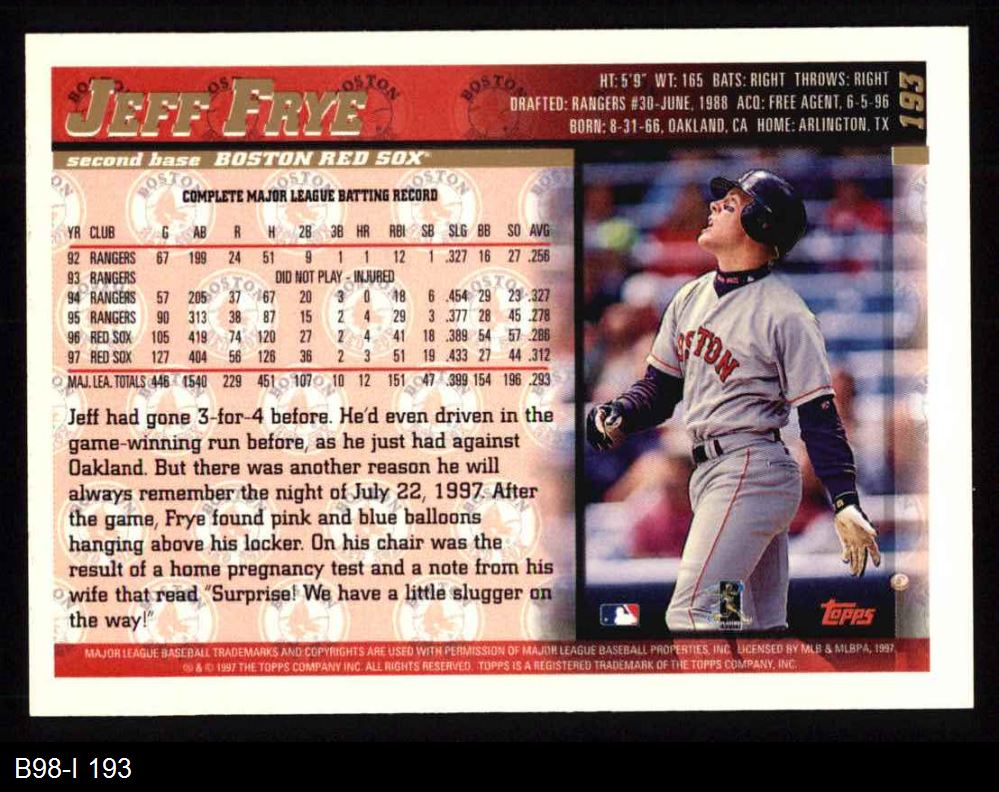 JEFF FRYE
HT: 5'9" WT: 165 BATS: RIGHT THROWS: RIGHT
DRAFTED: RANGERS #30-JUNE, 1988 ACQ: FREE AGENT, 6-5-96
BORN: 8-31-66, OAKLAND, CA HOME: ARLINGTON, TX
193
second base BOSTON RED SOX
COMPLETE MAJOR LEAGUE BATTING RECORD
YR CLUB G AB R H 2B 3B HR RBI SB SLG BB SO AVG
92 RANGERS 67 199 24 51 9 1 1 12 1 .327 16 27 .256
93 RANGERS DID NOT PLAY - INJURED
94 RANGERS 57 205 37 67 20 3 0 18 6 .454 29 23 .327
95 RANGERS 90 313 38 87 15 2 4 29 3 .377 28 45 .278
96 RED SOX 105 419 74 120 27 2 4 41 18 .389 54 57 .286
97 RED SOX 127 404 56 126 36 2 3 51 19 .433 27 44 .312
MAJ. LEA. TOTALS 446 1540 229 451 107 10 12 151 47 .399 154 196 .293
Jeff had gone 3-for-4 before. He'd even driven in the
game-winning run before, as he just had against
Oakland. But there was another reason he will
always remember the night of July 22, 1997. After
the game, Frye found pink and blue balloons
hanging above his locker. On his chair was the
result of a home pregnancy test and a note from his
wife that read "Surprise! We have a little slugger on
the way!"
Topps
MAJOR LEAGUE BASEBALL TRADEMARKS AND COPYRIGHTS ARE USED WITH PERMISSION OF MAJOR LEAGUE BASEBALL PROPERTIES, INC. LICENSED BY MLB & MLBPA, 1997
® & © 1997 THE TOPPS COMPANY INC. ALL RIGHTS RESERVED. TOPPS IS A REGISTERED TRADEMARK OF THE TOPPS COMPANY, INC.
B98-I 193